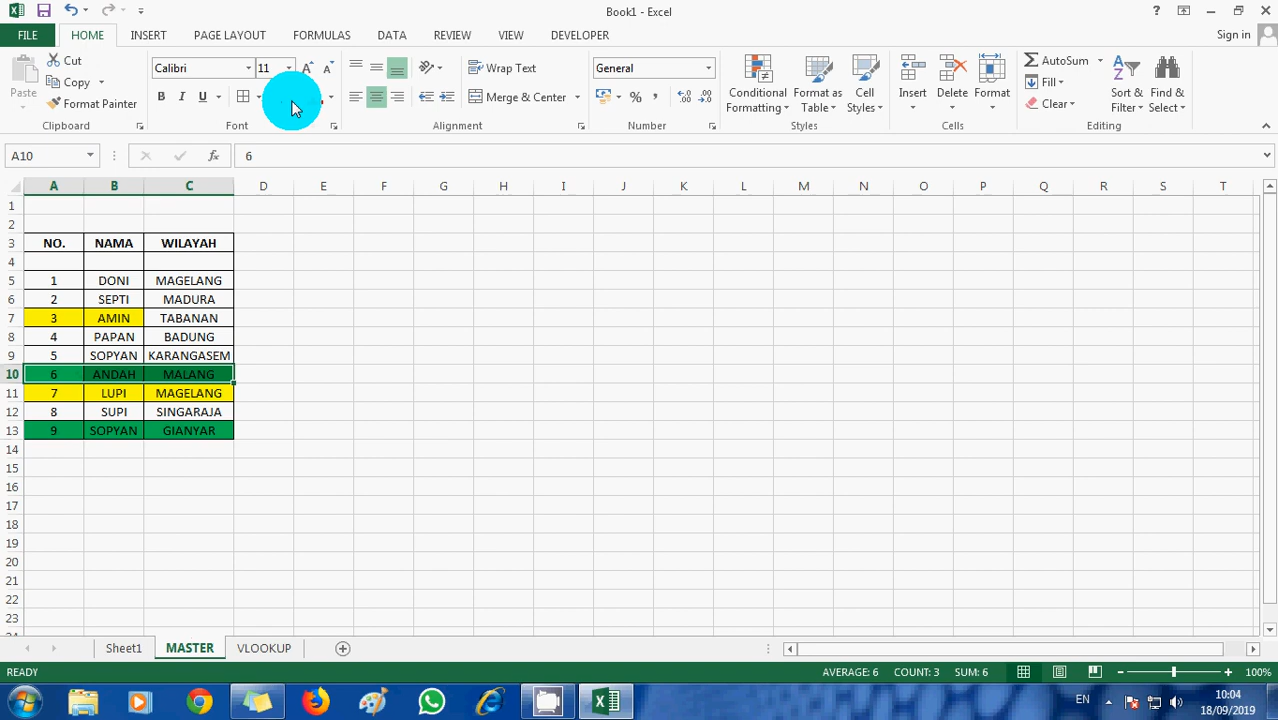 Book1 - Excel
Sign in
FILE HOME INSERT PAGE LAYOUT FORMULAS DATA REVIEW VIEW DEVELOPER
Paste
Cut
Copy
Format Painter
Clipboard
Calibri 11
B I U
Font
Wrap Text
Merge & Center
Alignment
General
Number
Conditional Formatting
Format as Table
Cell Styles
Styles
Insert Delete Format
Cells
AutoSum
Fill
Clear
Sort & Filter
Find & Select
Editing
A10 6
A B C D E F G H I J K L M N O P Q R S T
1
2
3 NO. NAMA WILAYAH
4
5 1 DONI MAGELANG
6 2 SEPTI MADURA
7 3 AMIN TABANAN
8 4 PAPAN BADUNG
9 5 SOPYAN KARANGASEM
10 6 ANDAH MALANG
11 7 LUPI MAGELANG
12 8 SUPI SINGARAJA
13 9 SOPYAN GIANYAR
14
15
16
17
18
19
20
21
22
23
Sheet1 MASTER VLOOKUP
READY AVERAGE: 6 COUNT: 3 SUM: 6 100%
EN 10:04
18/09/2019